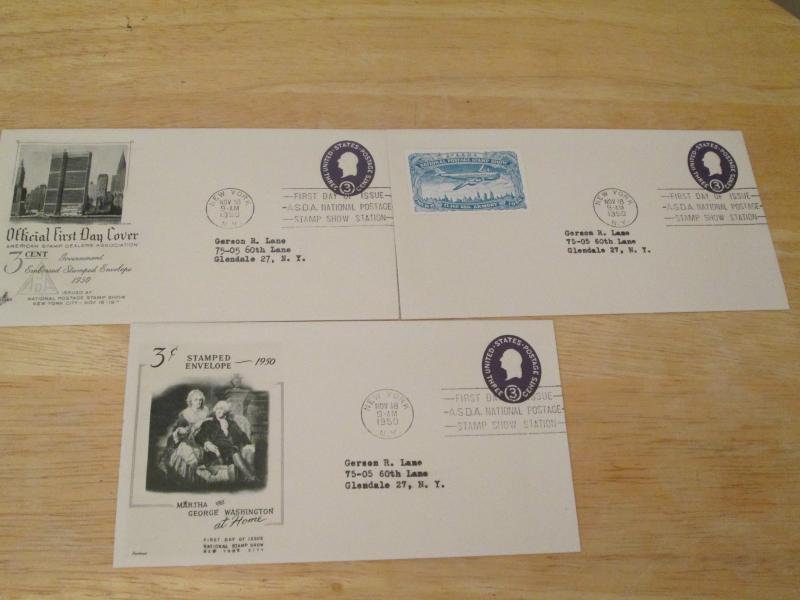 Official First Day Cover
AMERICAN STAMP DEALERS ASSOCIATION
3 CENT Government
Embossed Stamped Envelope
1950
ISSUED AT
NATIONAL POSTAGE STAMP SHOW
NEW YORK CITY - NOV 18-19
NEW YORK
NOV 18
9-AM
1950
N.Y.
UNITED STATES POSTAGE
THREE 3 CENTS
FIRST DAY OF ISSUE
A.S.D.A. NATIONAL POSTAGE
STAMP SHOW STATION
Gerson R. Lane
75-05 60th Lane
Glendale 27, N. Y.
NATIONAL POSTAGE STAMP SHOW
NEW YORK
NOV 18
9-AM
1950
N.Y.
UNITED STATES POSTAGE
THREE 3 CENTS
FIRST DAY OF ISSUE
A.S.D.A. NATIONAL POSTAGE
STAMP SHOW STATION
Gerson R. Lane
75-05 60th Lane
Glendale 27, N. Y.
3¢ STAMPED
ENVELOPE — 1950
MARTHA and
GEORGE WASHINGTON
at Home
FIRST DAY OF ISSUE
NATIONAL STAMP SHOW
NEW YORK CITY
NEW YORK
NOV 18
9-AM
1950
N.Y.
UNITED STATES POSTAGE
THREE 3 CENTS
FIRST DAY ISSUE
A.S.D.A. NATIONAL POSTAGE
STAMP SHOW STATION
Gerson R. Lane
75-05 60th Lane
Glendale 27, N. Y.